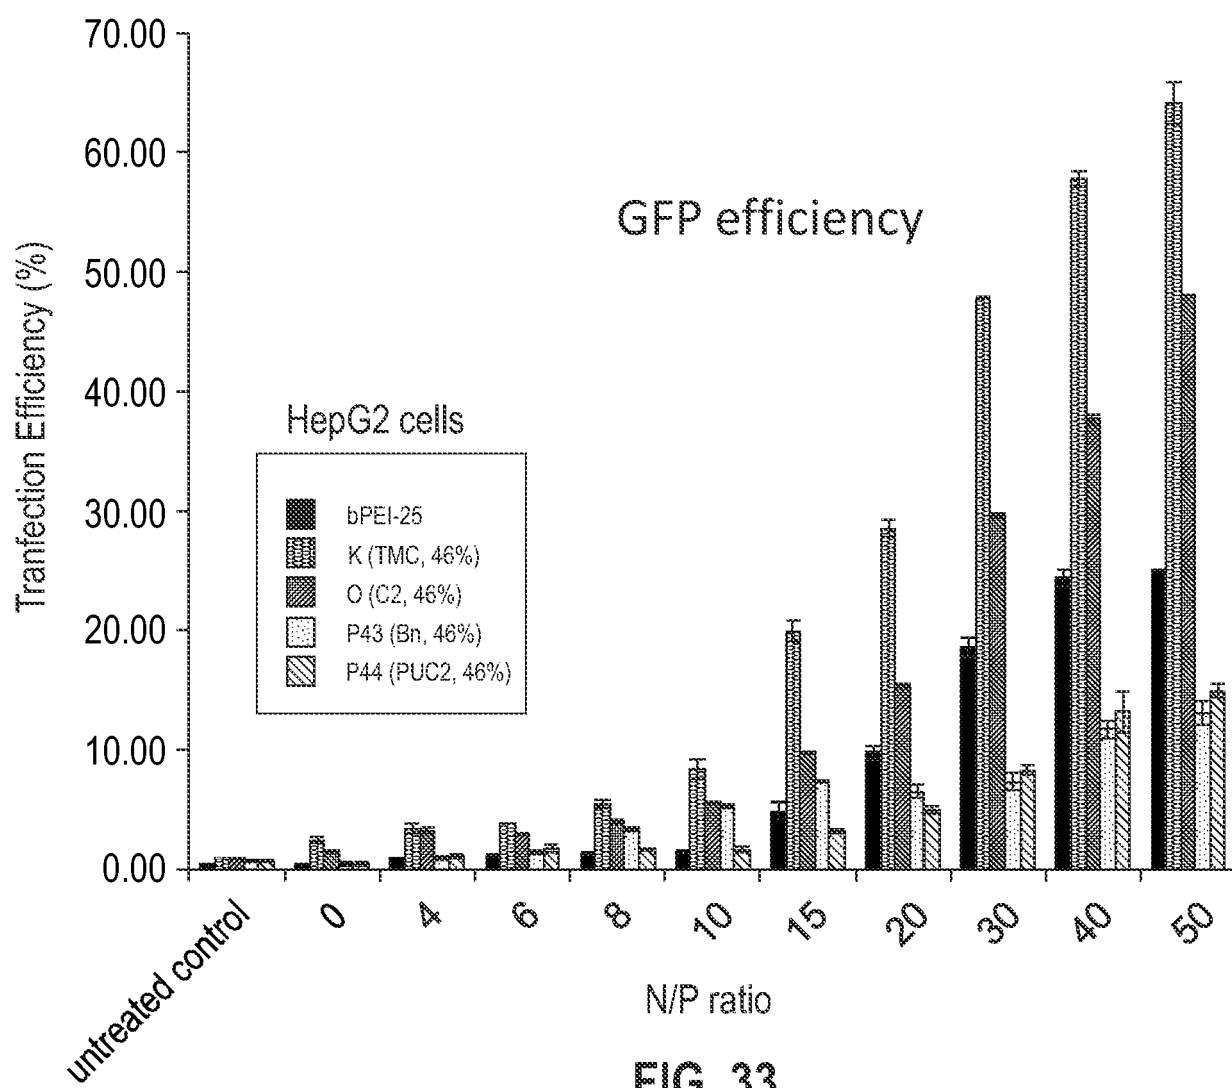 70.00
60.00
50.00
40.00
30.00
20.00
10.00
0.00
Tranfection Efficiency (%)
GFP efficiency
HepG2 cells
bPEI-25
K (TMC, 46%)
O (C2, 46%)
P43 (Bn, 46%)
P44 (PUC2, 46%)
untreated control
0
4
6
8
10
15
20
30
40
50
N/P ratio
FIG. 33